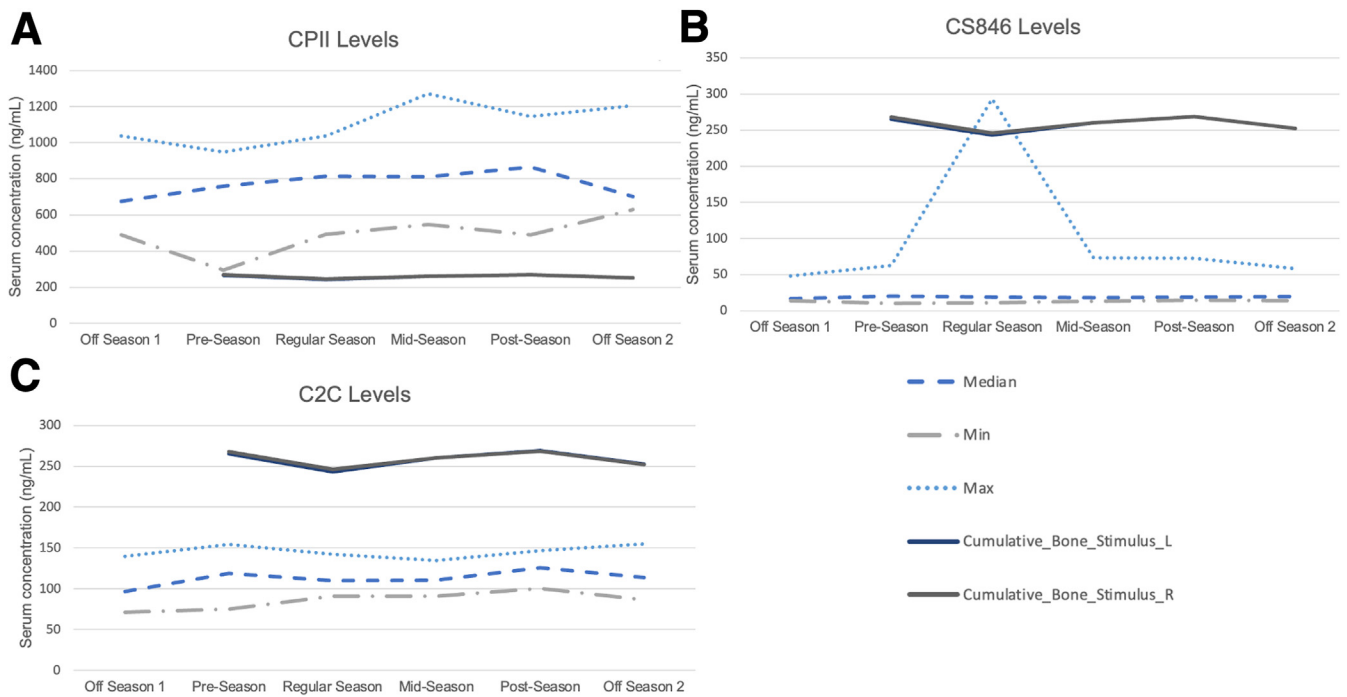 A
CPII Levels
Serum concentration (ng/mL)
1400
1200
1000
800
600
400
200
0
Off Season 1 Pre-Season Regular Season Mid-Season Post-Season Off Season 2
B
CS846 Levels
Serum concentration (ng/mL)
350
300
250
200
150
100
50
0
Off Season 1 Pre-Season Regular Season Mid-Season Post-Season Off Season 2
C
C2C Levels
Serum concentration (ng/mL)
300
250
200
150
100
50
0
Off Season 1 Pre-Season Regular Season Mid-Season Post-Season Off Season 2
Median
Min
Max
Cumulative_Bone_Stimulus_L
Cumulative_Bone_Stimulus_R